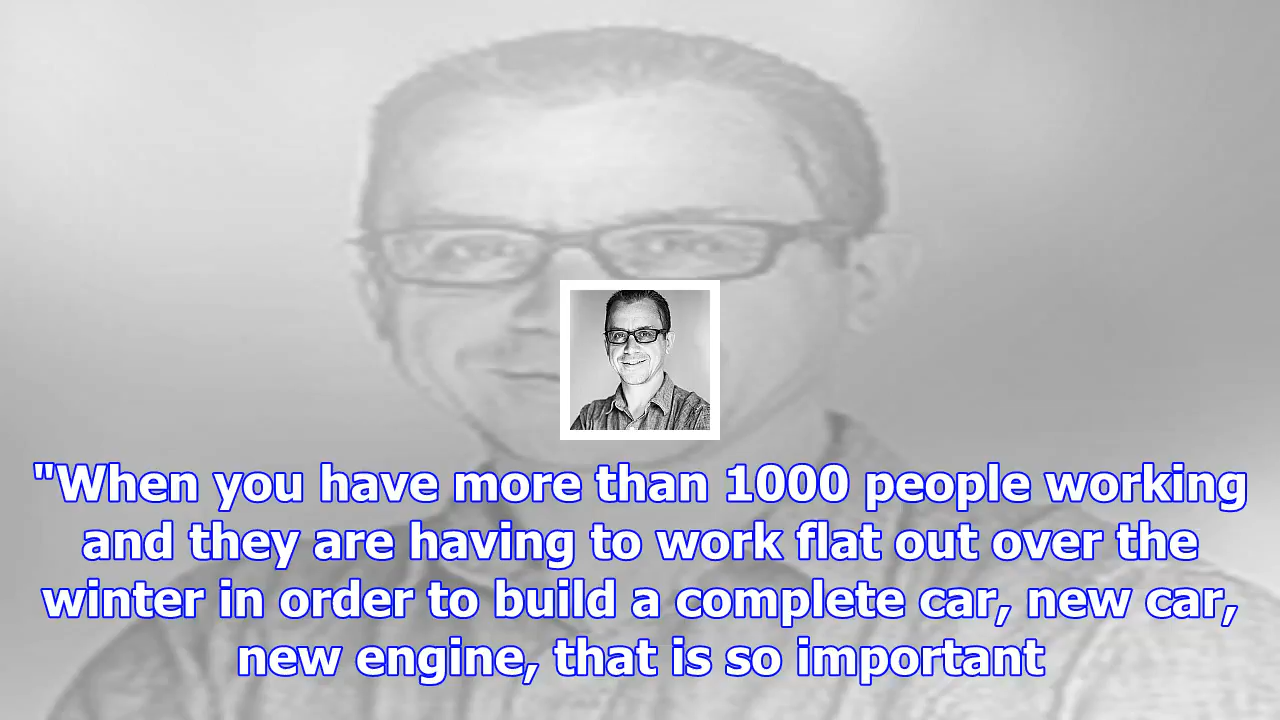 "When you have more than 1000 people working
and they are having to work flat out over the
winter in order to build a complete car, new car,
new engine, that is so important